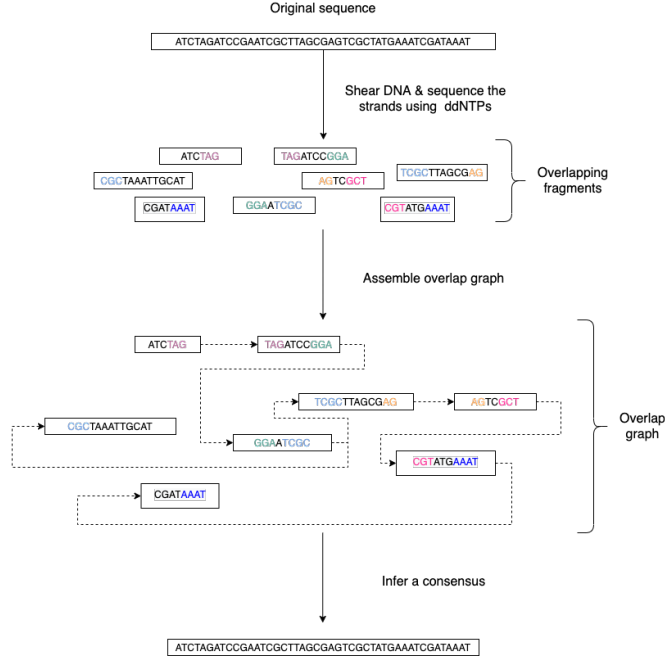 Original sequence
ATCTAGATCCGAATCGCTTAGCGAGTCGCTATGAAATCGATAAAT
Shear DNA & sequence the
strands using ddNTPs
ATCTAG
TAGATCCGGA
TCGCTTAGCGAG
CGCTAAATTGCAT
AGTCGCT
Overlapping
fragments
CGATAAAT
GGAATCGC
CGTATGAAAT
Assemble overlap graph
ATCTAG
TAGATCCGGA
TCGCTTAGCGAG
AGTCGCT
CGCTAAATTGCAT
Overlap
graph
GGAATCGC
CGTATGAAAT
CGATAAAT
Infer a consensus
ATCTAGATCCGAATCGCTTAGCGAGTCGCTATGAAATCGATAAAT